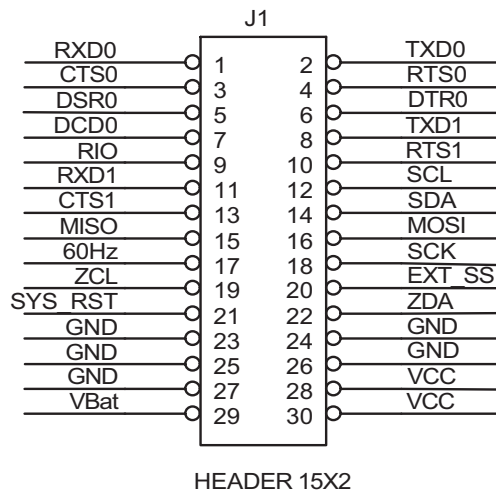 J1
RXD0 1 2 TXD0
CTS0 3 4 RTS0
DSR0 5 6 DTR0
DCD0 7 8 TXD1
RIO 9 10 RTS1
RXD1 11 12 SCL
CTS1 13 14 SDA
MISO 15 16 MOSI
60Hz 17 18 SCK
ZCL 19 20 EXT_SS
SYS_RST 21 22 ZDA
GND 23 24 GND
GND 25 26 GND
GND 27 28 VCC
VBat 29 30 VCC
HEADER 15X2